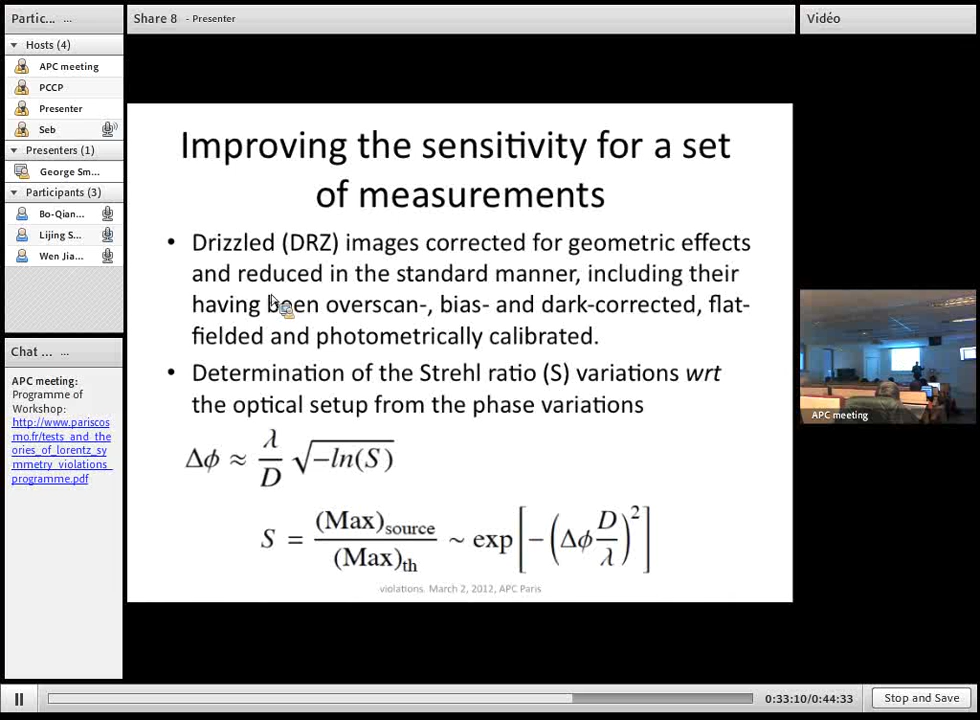 Partic... ...
Hosts (4)
APC meeting
PCCP
Presenter
Seb
Presenters (1)
George Sm...
Participants (3)
Bo-Qian...
Lijing S...
Wen Jia...
Chat ... ...
APC meeting:
Programme of
Workshop:
http://www.pariscos
mo.fr/tests_and_the
ories_of_lorentz_sy
mmetry_violations_
programme.pdf
Share 8 - Presenter
Improving the sensitivity for a set
of measurements
• Drizzled (DRZ) images corrected for geometric effects
and reduced in the standard manner, including their
having been overscan-, bias- and dark-corrected, flat-
fielded and photometrically calibrated.
• Determination of the Strehl ratio (S) variations wrt
the optical setup from the phase variations
Δϕ ≈ λ/D √−ln(S)
S = (Max)source/(Max)th ~ exp[−(Δϕ D/λ)²]
violations. March 2, 2012, APC Paris
Vidéo
APC meeting
0:33:10/0:44:33
Stop and Save